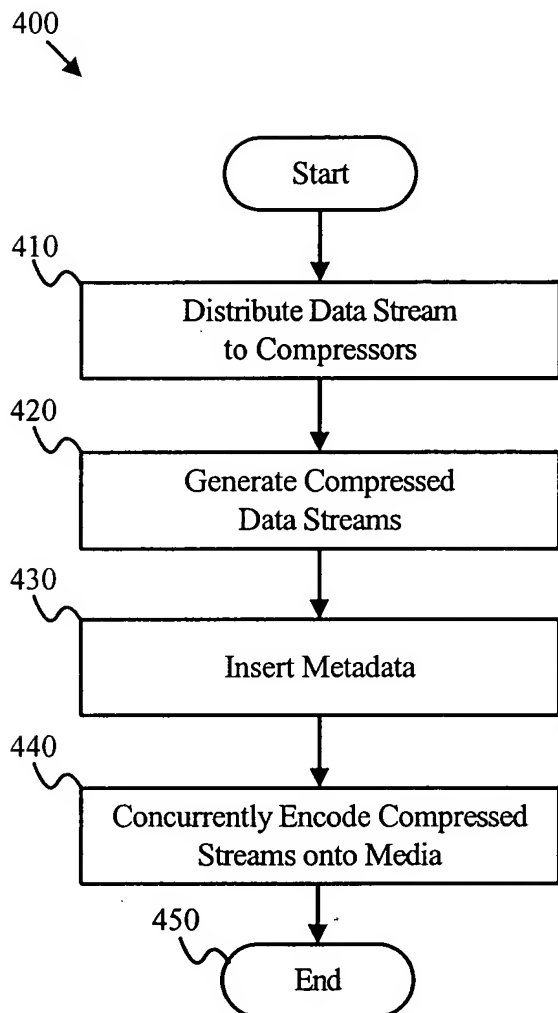 400
Start
410
Distribute Data Stream
to Compressors
420
Generate Compressed
Data Streams
430
Insert Metadata
440
Concurrently Encode Compressed
Streams onto Media
450
End